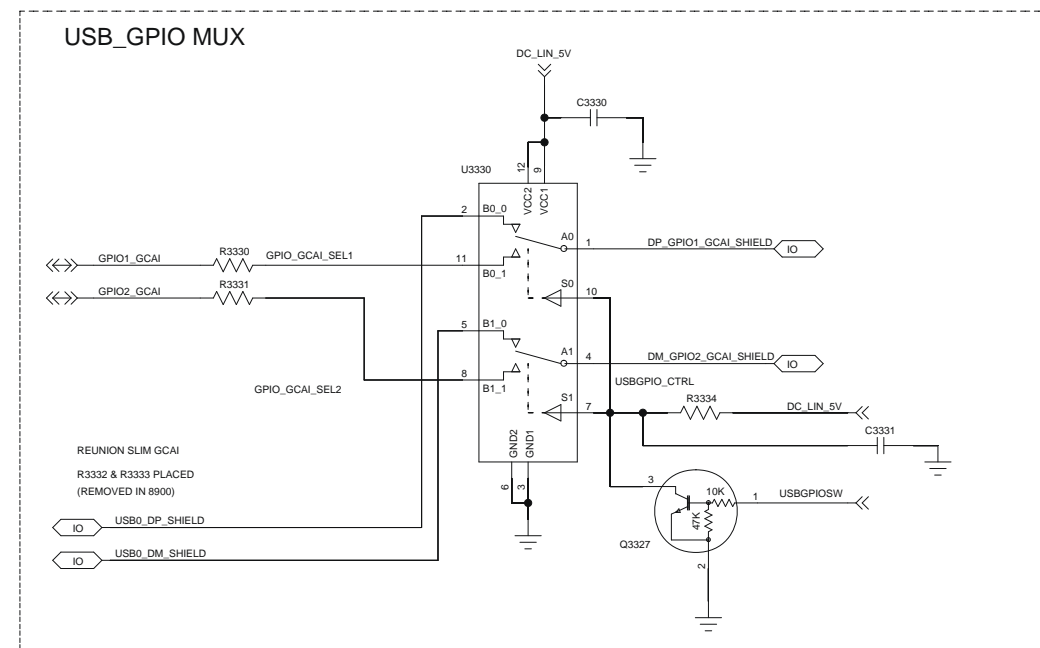 USB_GPIO MUX
DC_LIN_5V
C3330
U3330
12
9
VCC2
VCC1
2
B0_0
A0
1
DP_GPIO1_GCAI_SHIELD
IO
GPIO1_GCAI
R3330
GPIO_GCAI_SEL1
11
B0_1
GPIO2_GCAI
R3331
S0
10
5
B1_0
A1
4
DM_GPIO2_GCAI_SHIELD
IO
8
B1_1
GPIO_GCAI_SEL2
USBGPIO_CTRL
S1
7
R3334
DC_LIN_5V
C3331
GND2
GND1
6
3
REUNION SLIM GCAI
R3332 & R3333 PLACED
(REMOVED IN 8900)
3
10K
1
USBGPIOSW
47K
Q3327
2
IO
USB0_DP_SHIELD
IO
USB0_DM_SHIELD